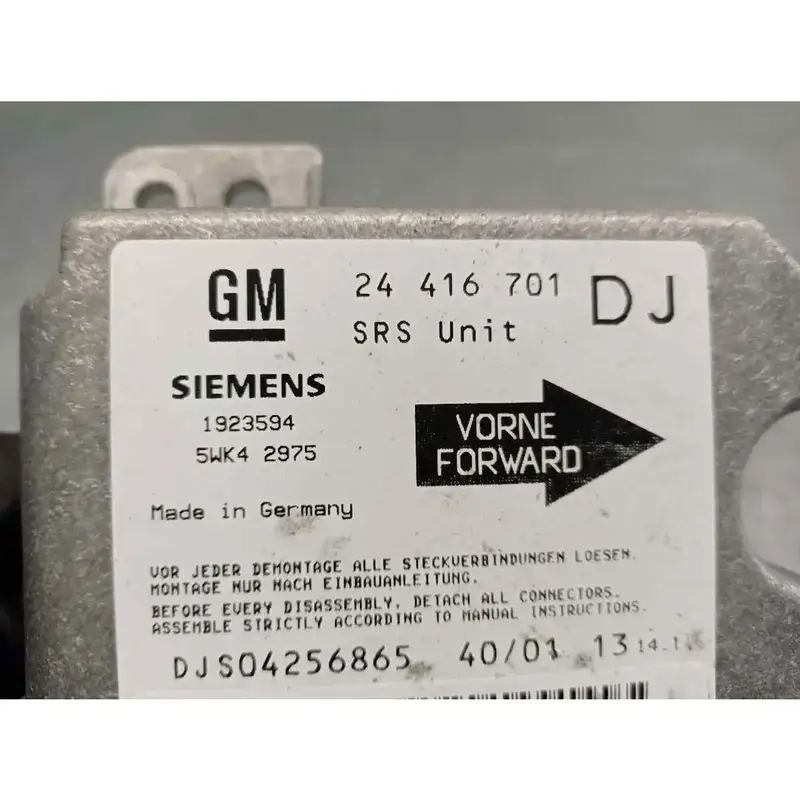 GM 24 416 701 DJ
SRS Unit
SIEMENS
1923594
5WK4 2975
VORNE
FORWARD
Made in Germany
VOR JEDER DEMONTAGE ALLE STECKVERBINDUNGEN LOESEN.
MONTAGE NUR NACH EINBAUANLEITUNG.
BEFORE EVERY DISASSEMBLY, DETACH ALL CONNECTORS.
ASSEMBLE STRICTLY ACCORDING TO MANUAL INSTRUCTIONS.
DJS04256865 40/01 13